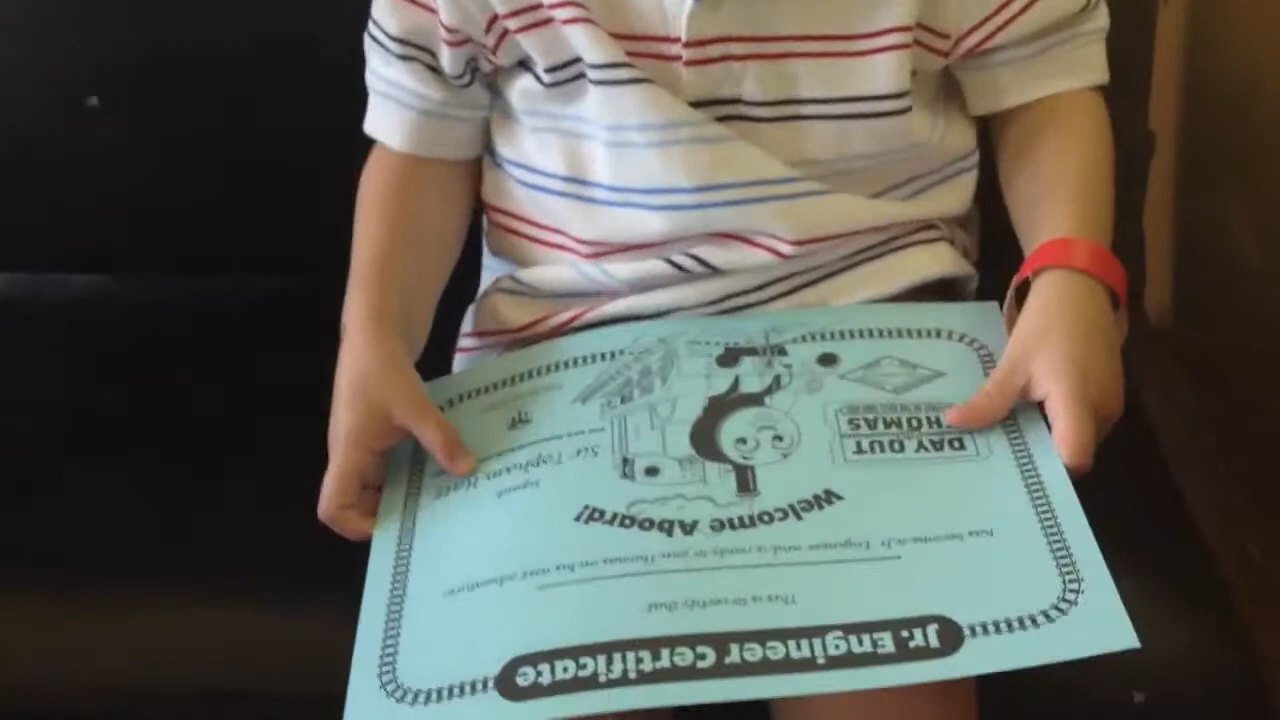 Jr. Engineer Certificate
This is to certify that
has become a Jr. Engineer and is ready to join Thomas on his next adventure.
Welcome Aboard!
DAY OUT
THOMAS
Signed,
Sir Topham Hatt